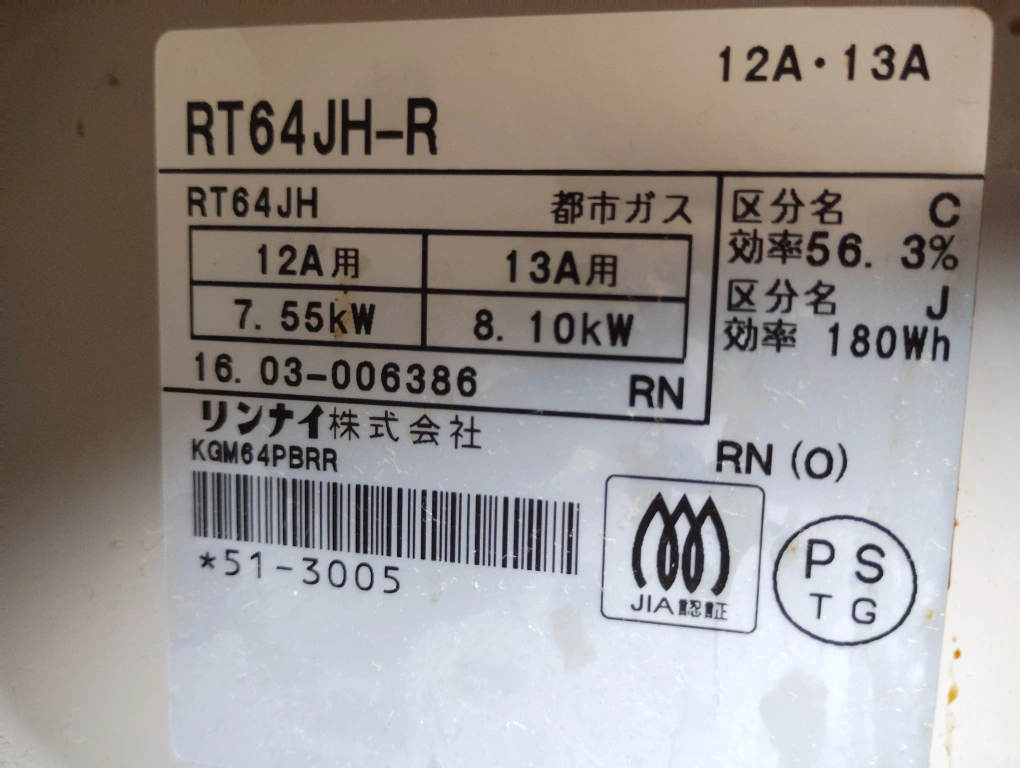 12A・13A
RT64JH-R
RT64JH 都市ガス
12A用 13A用
7.55kW 8.10kW
16.03-006386 RN
区分名 C
効率56.3%
区分名 J
効率 180Wh
リンナイ株式会社
KGM64PBRR
*51-3005
RN(O)
JIA認証
PS
TG